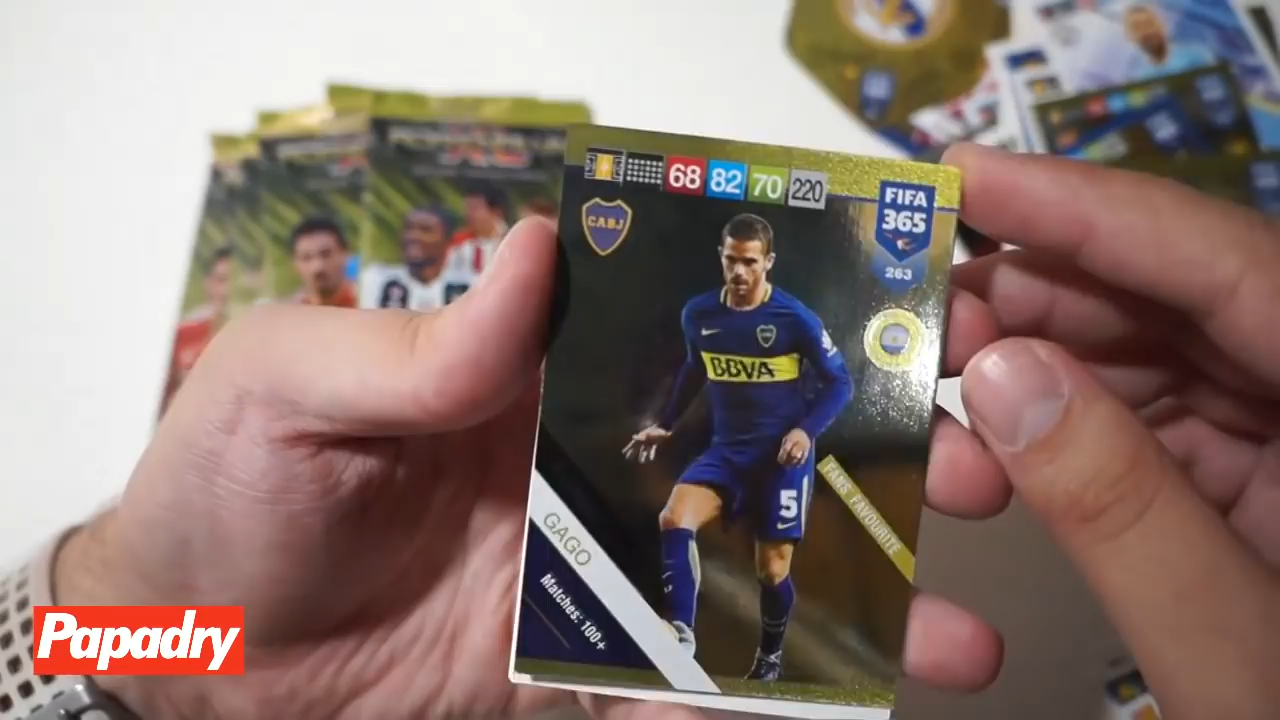 68 82 70 220
FIFA
365
263
CABJ
BBVA
5
FANS' FAVOURITE
GAGO
Matches: 100+
Papadry